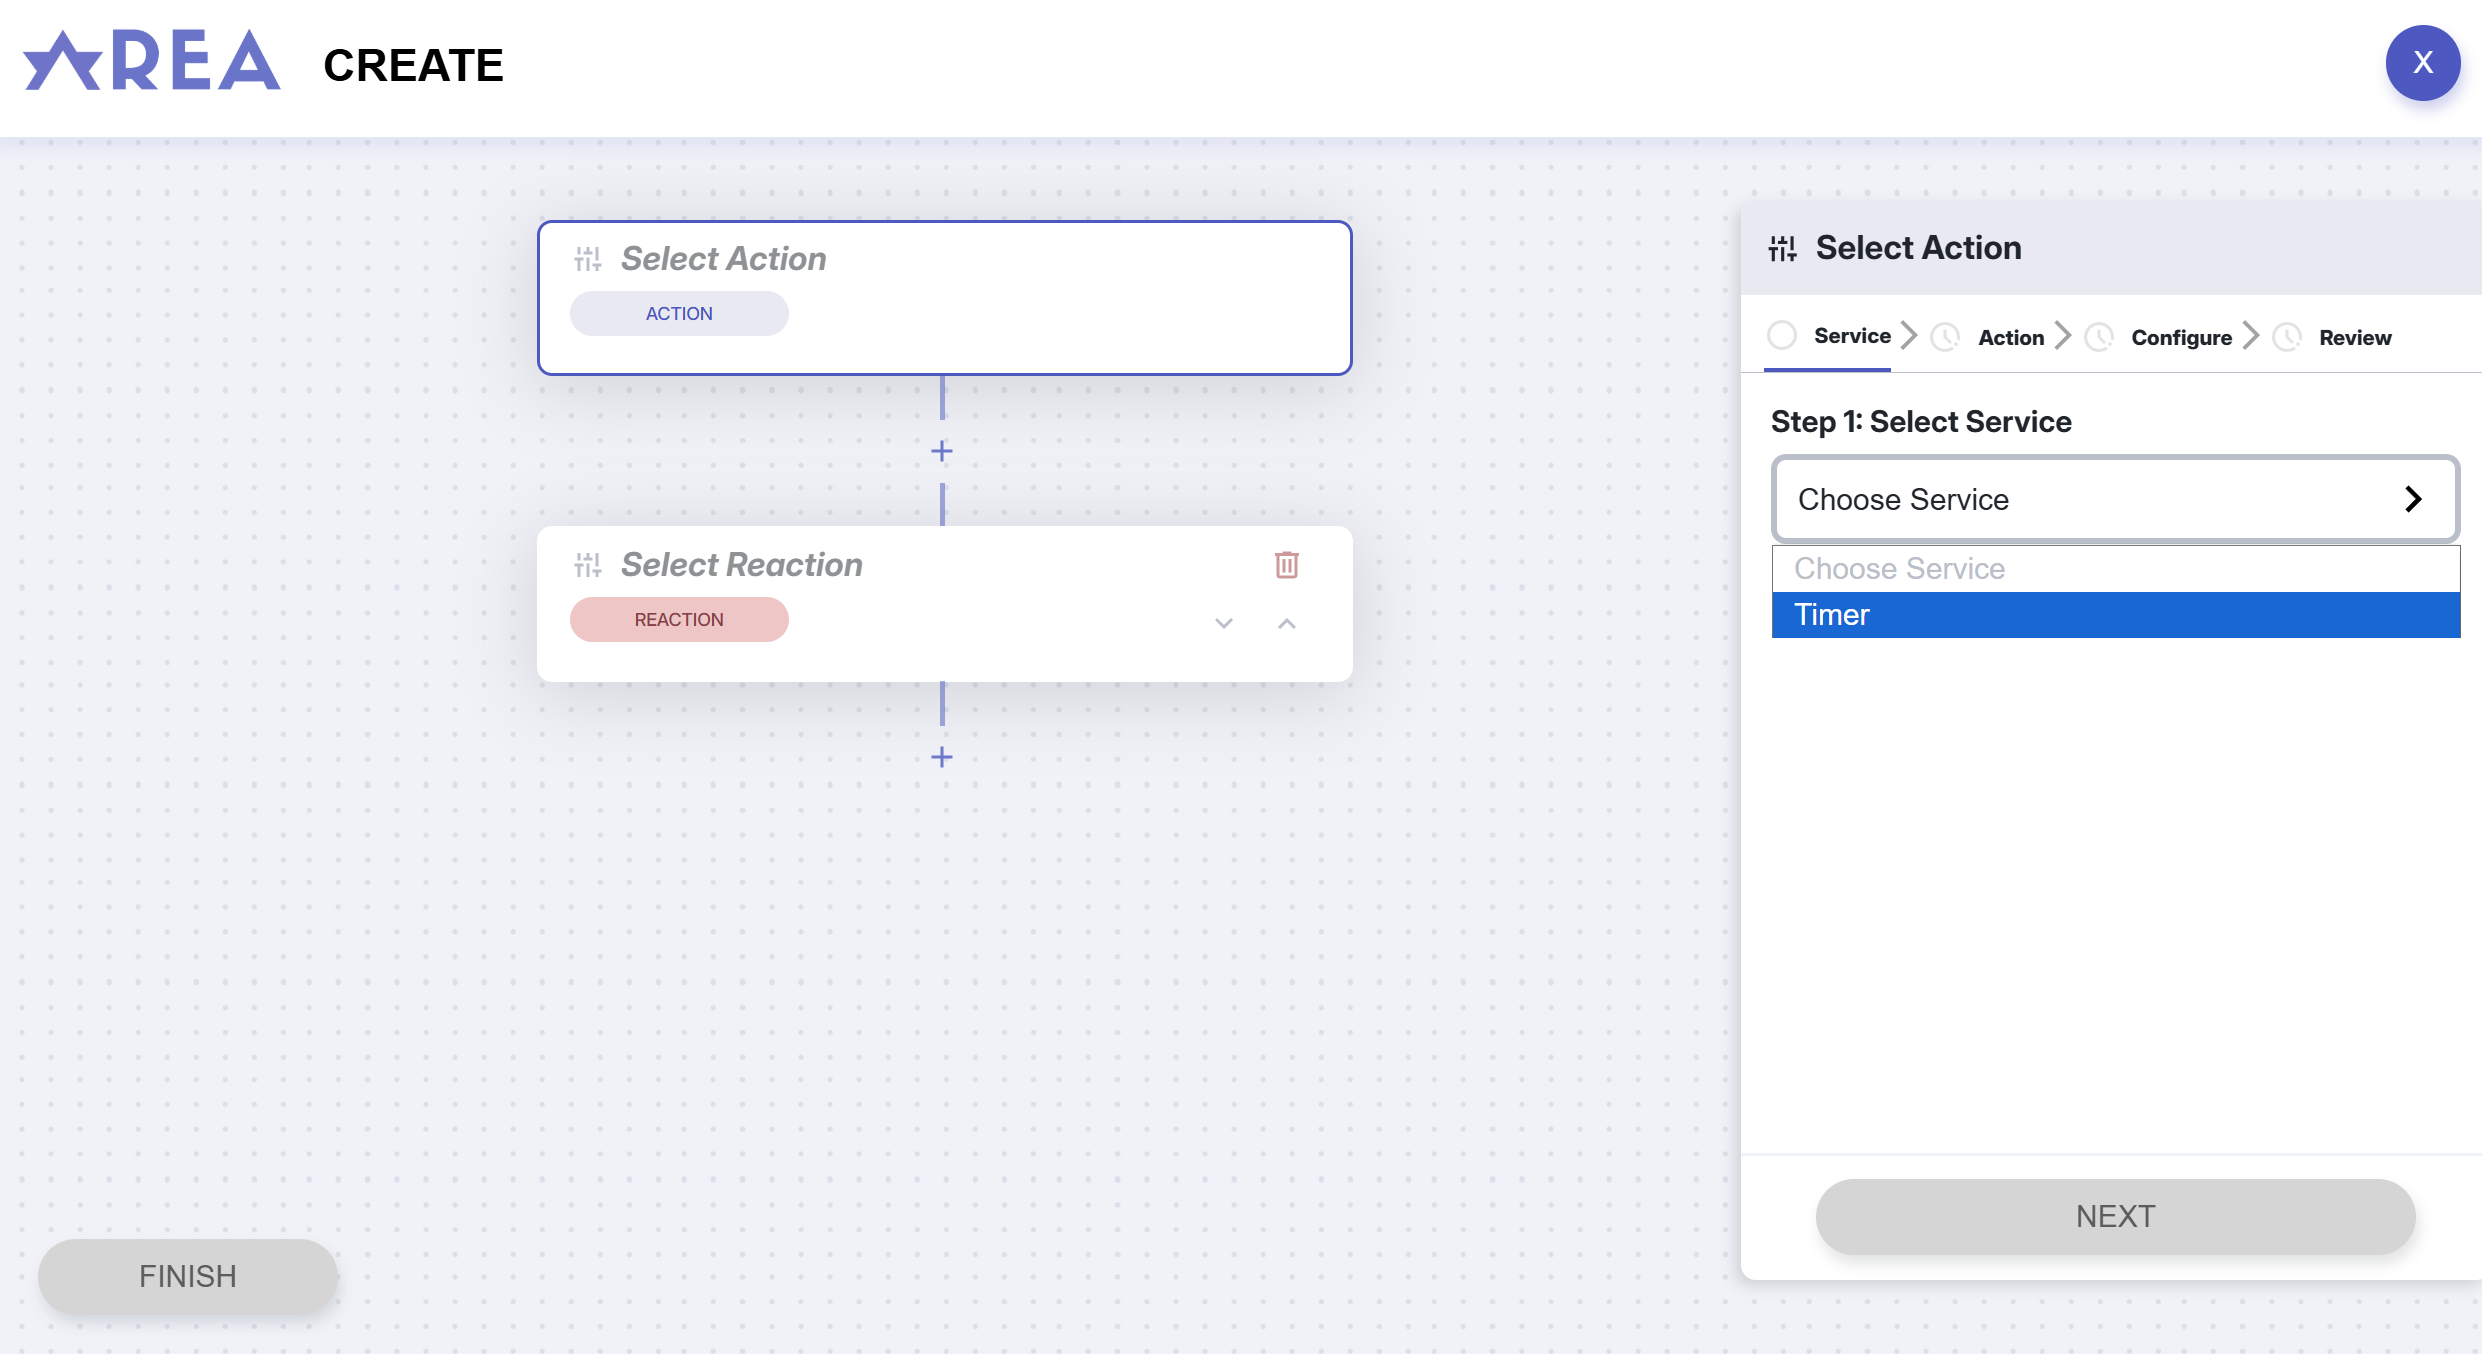 AREA CREATE X
Select Action
ACTION
+
Select Reaction
REACTION
+
FINISH
Select Action
Service Action Configure Review
Step 1: Select Service
Choose Service
Choose Service
Timer
NEXT